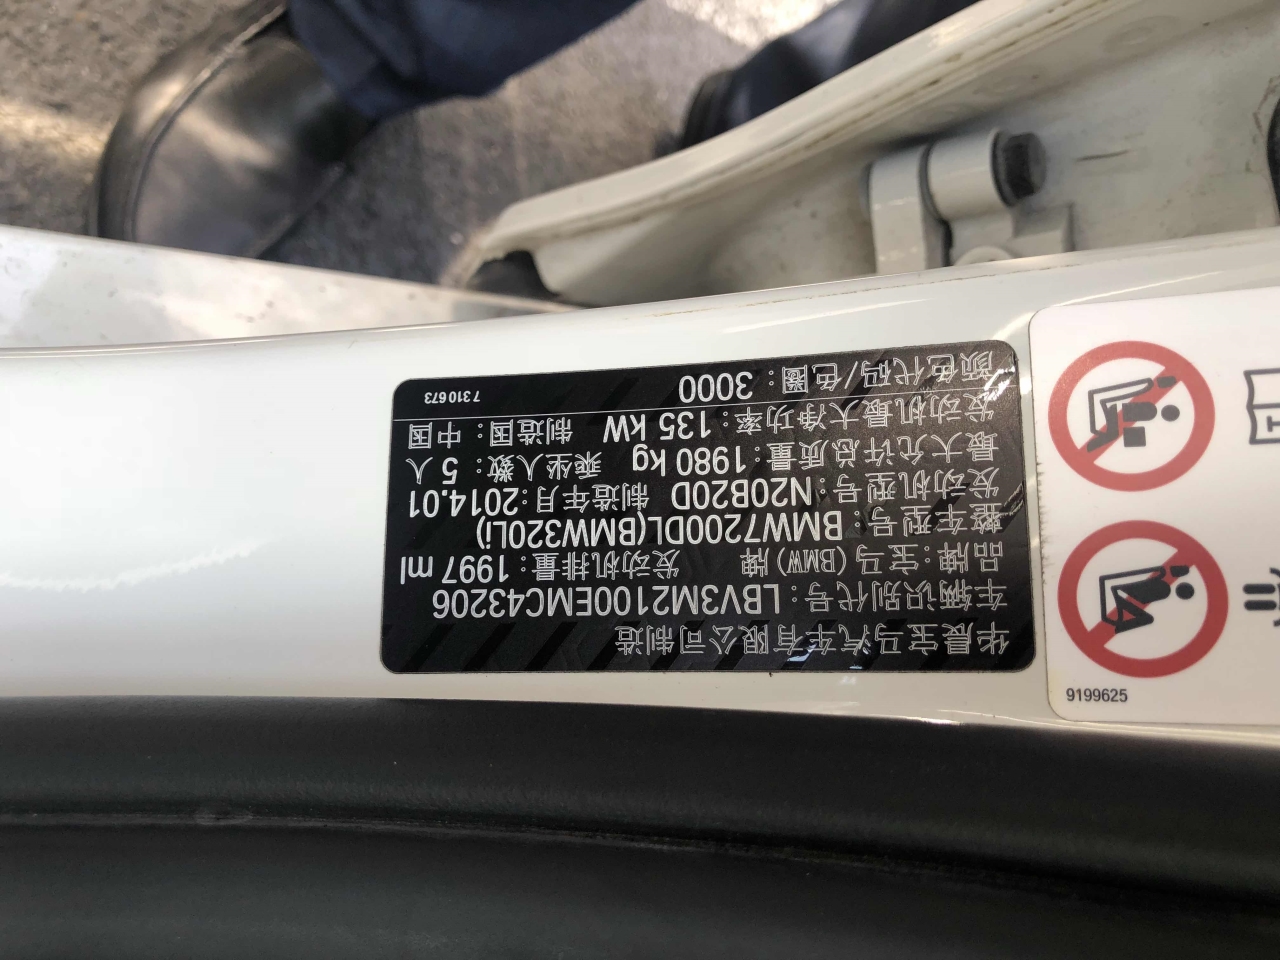 华晨宝马汽车有限公司制造
车辆识别代号：LBV3M2100EMC43206
品牌：宝马(BMW)牌 发动机排量：1997 ml
整车型号：BMW7200DL(BMW320Li)
发动机型号：N20B20D 制造年月：2014.01
最大允许总质量：1980 kg 乘坐人数：5 人
发动机最大净功率：135 kW 制造国：中国
颜色代码/色圈：3000
7 310 673
9199625